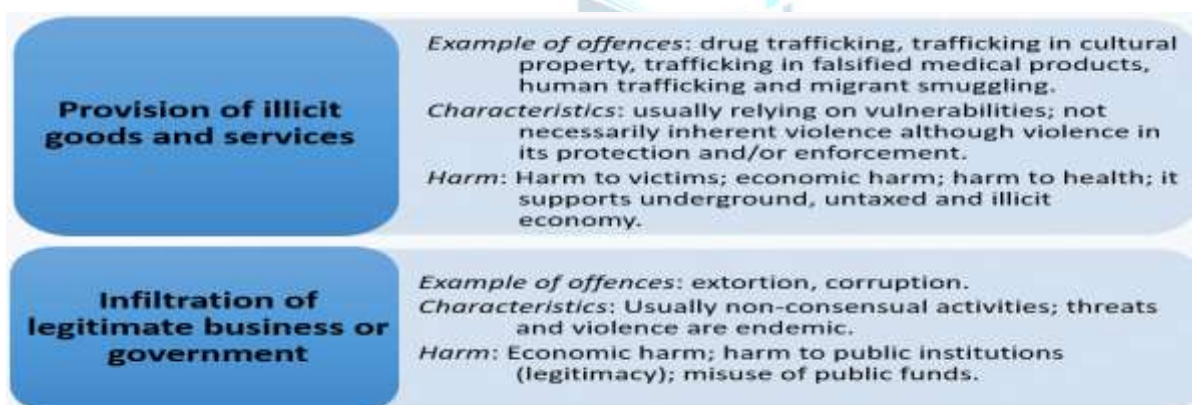 Provision of illicit
goods and services
Example of offences: drug trafficking, trafficking in cultural
property, trafficking in falsified medical products,
human trafficking and migrant smuggling.
Characteristics: usually relying on vulnerabilities; not
necessarily inherent violence although violence in
its protection and/or enforcement.
Harm: Harm to victims; economic harm; harm to health; it
supports underground, untaxed and illicit
economy.
Infiltration of
legitimate business or
government
Example of offences: extortion, corruption.
Characteristics: Usually non-consensual activities; threats
and violence are endemic.
Harm: Economic harm; harm to public institutions
(legitimacy); misuse of public funds.